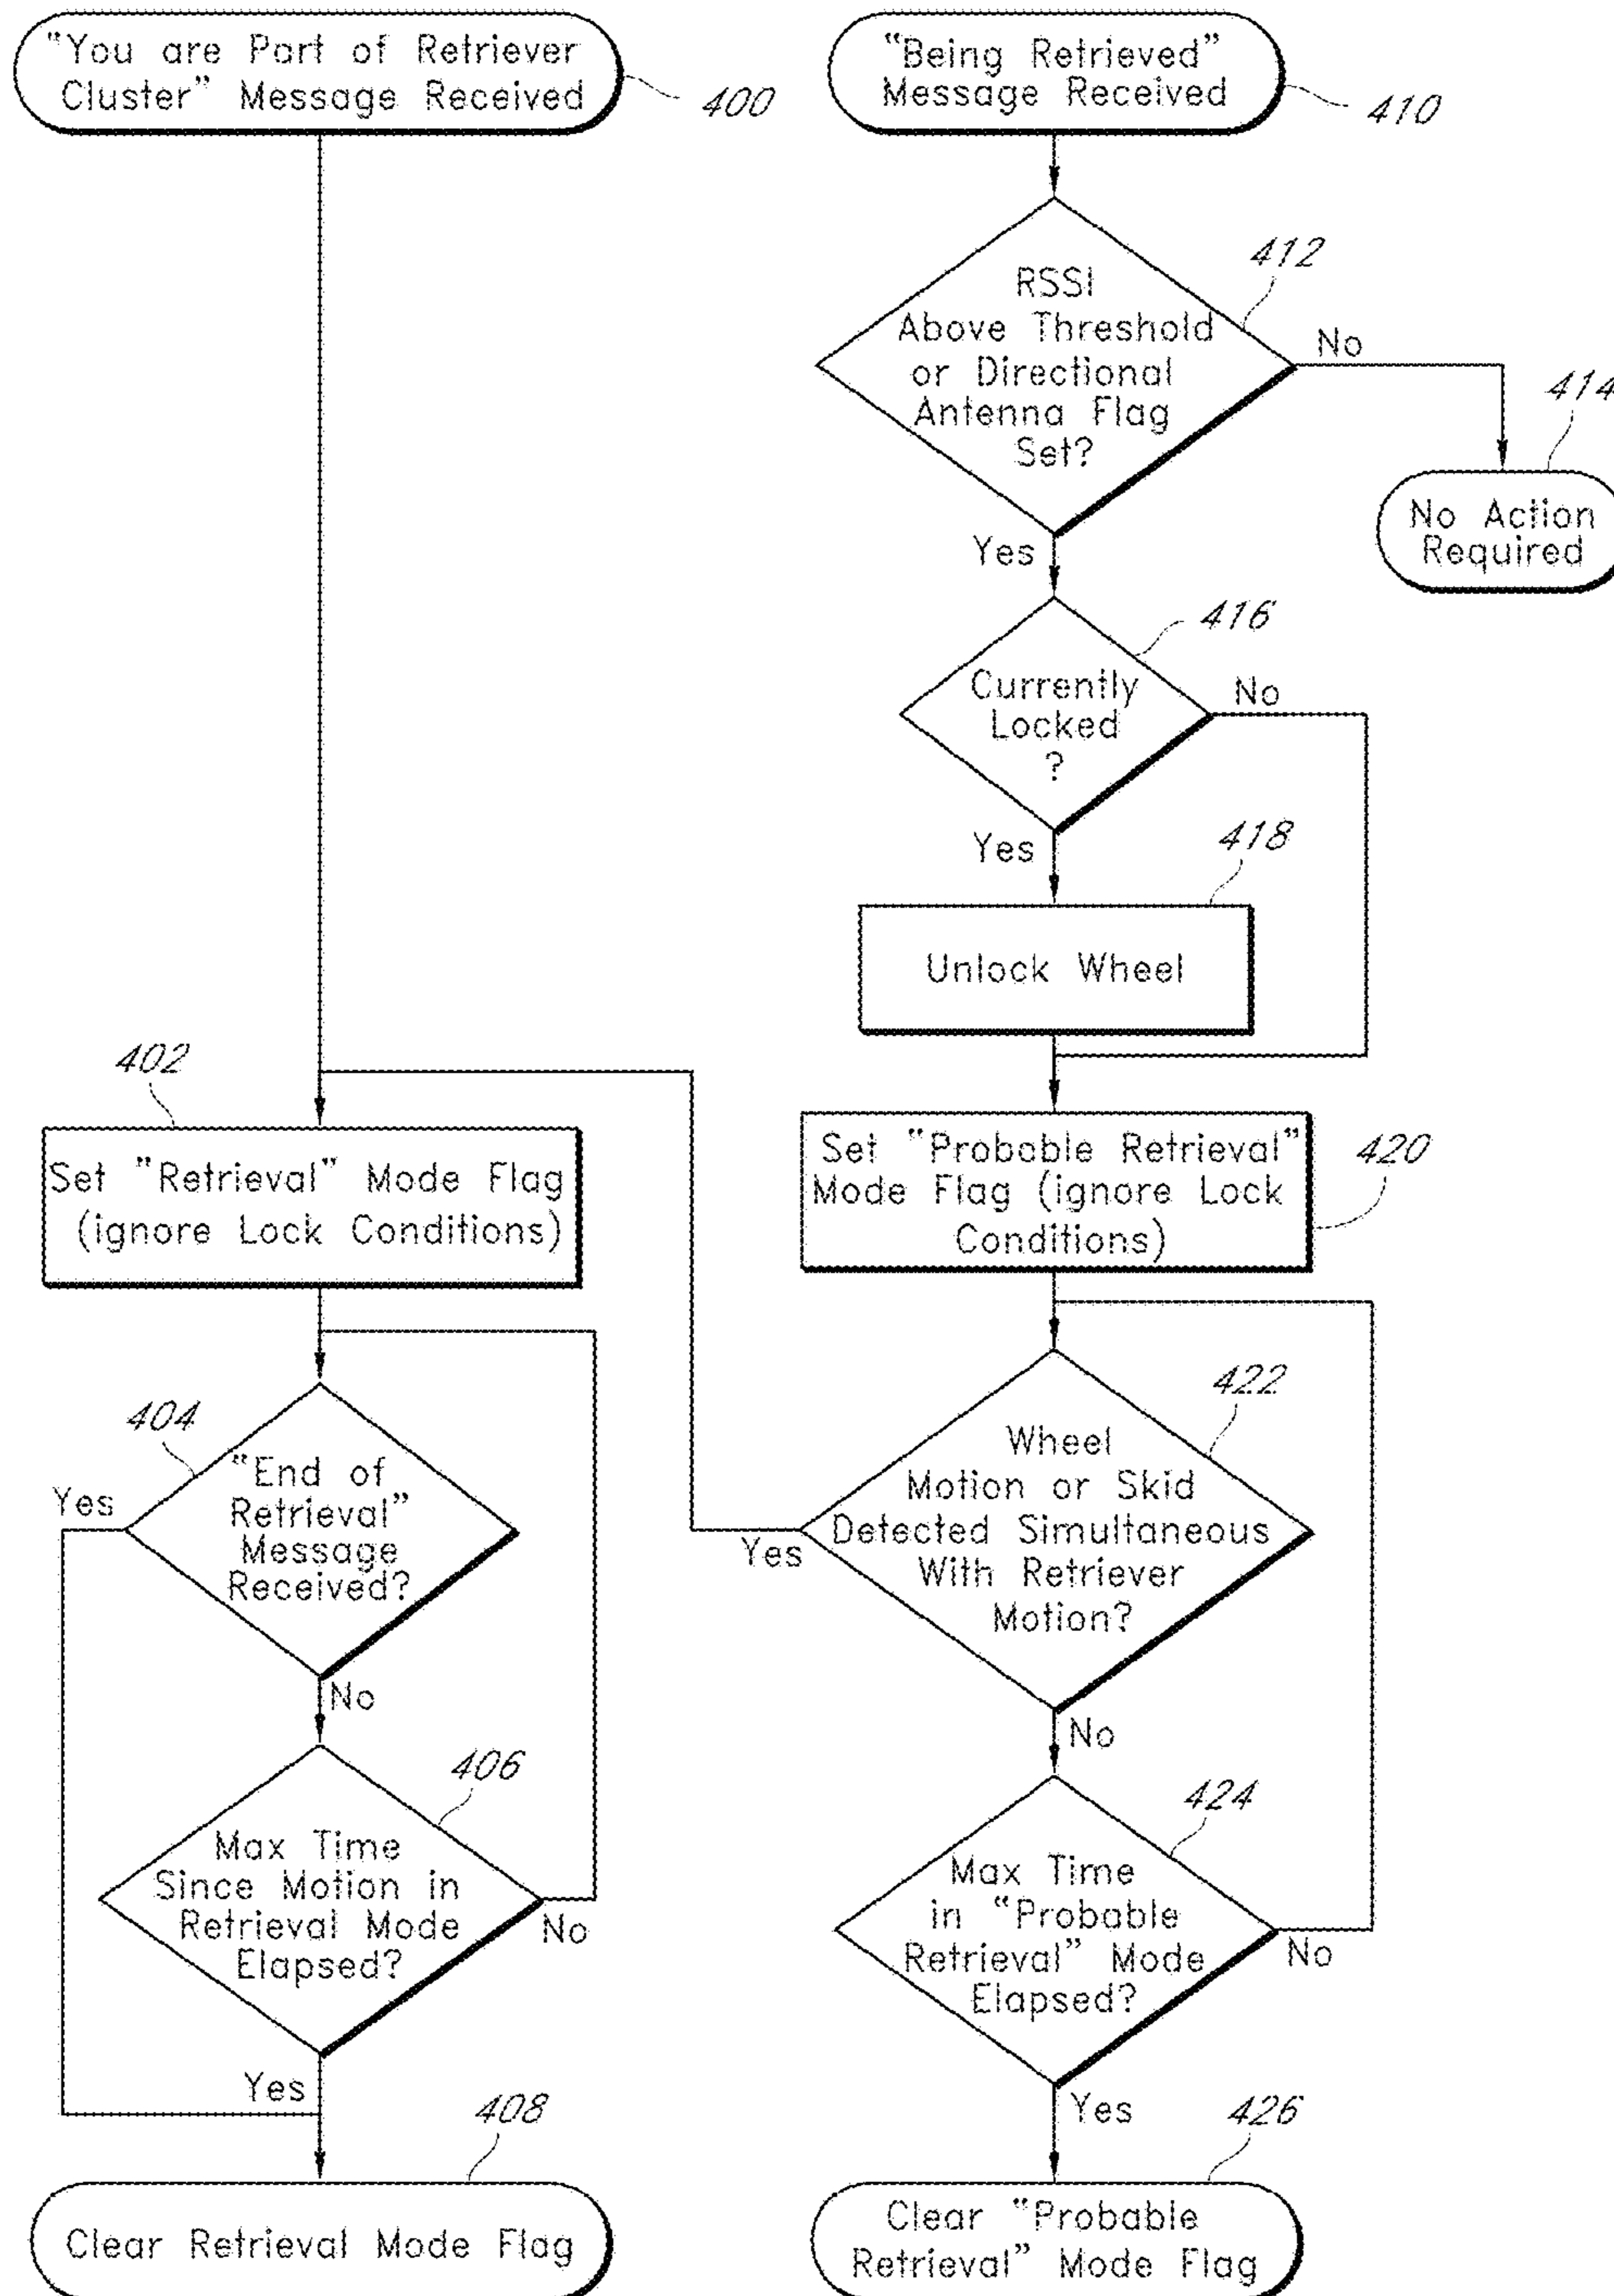 "You are Part of Retriever
Cluster" Message Received
400
"Being Retrieved"
Message Received
410
412
RSSI
Above Threshold
or Directional
Antenna Flag
Set?
No
414
No Action
Required
Yes
416
Currently
Locked
?
No
Yes
418
Unlock Wheel
402
Set "Retrieval" Mode Flag
(ignore Lock Conditions)
Set "Probable Retrieval"
Mode Flag (ignore Lock
Conditions)
420
404
"End of
Retrieval"
Message
Received?
Yes
No
422
Wheel
Motion or Skid
Detected Simultaneous
With Retriever
Motion?
Yes
No
406
Max Time
Since Motion in
Retrieval Mode
Elapsed?
No
Yes
424
Max Time
in "Probable
Retrieval" Mode
Elapsed?
No
Yes
408
Clear Retrieval Mode Flag
426
Clear "Probable
Retrieval" Mode Flag